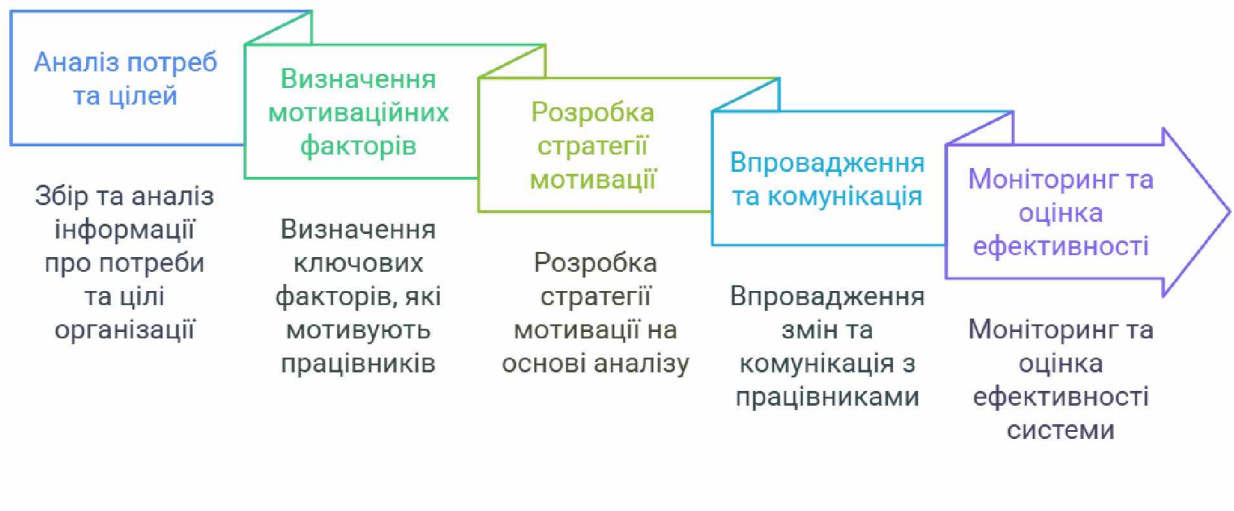 Аналіз потреб
та цілей
Збір та аналіз
інформації
про потреби
та цілі
організації
Визначення
мотиваційних
факторів
Визначення
ключових
факторів, які
мотивують
працівників
Розробка
стратегії
мотивації
Розробка
стратегії
мотивації на
основі аналізу
Впровадження
та комунікація
Впровадження
змін та
комунікація з
працівниками
Моніторинг та
оцінка
ефективності
Моніторинг та
оцінка
ефективності
системи